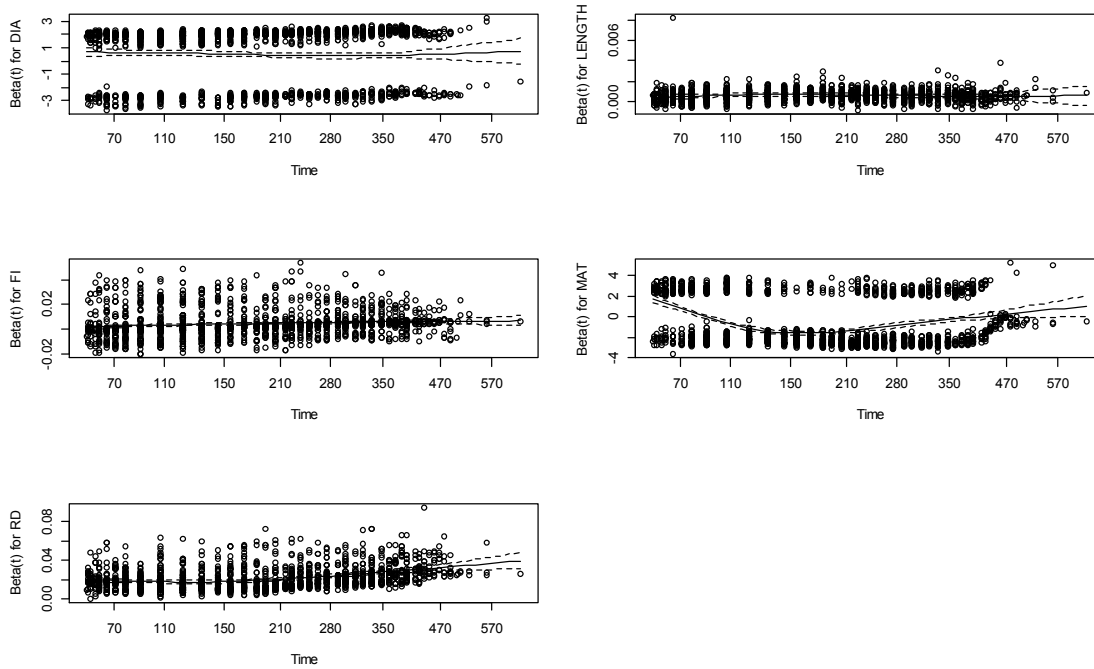 Beta(t) for DIA
3
1
-1
-3
70 110 150 210 280 350 470 570
Time
Beta(t) for LENGTH
0.006
0.000
70 110 150 210 280 350 470 570
Time
Beta(t) for FI
0.02
-0.02
70 110 150 210 280 350 470 570
Time
Beta(t) for MAT
4
2
0
-4
70 110 150 210 280 350 470 570
Time
Beta(t) for RD
0.08
0.04
0.00
70 110 150 210 280 350 470 570
Time